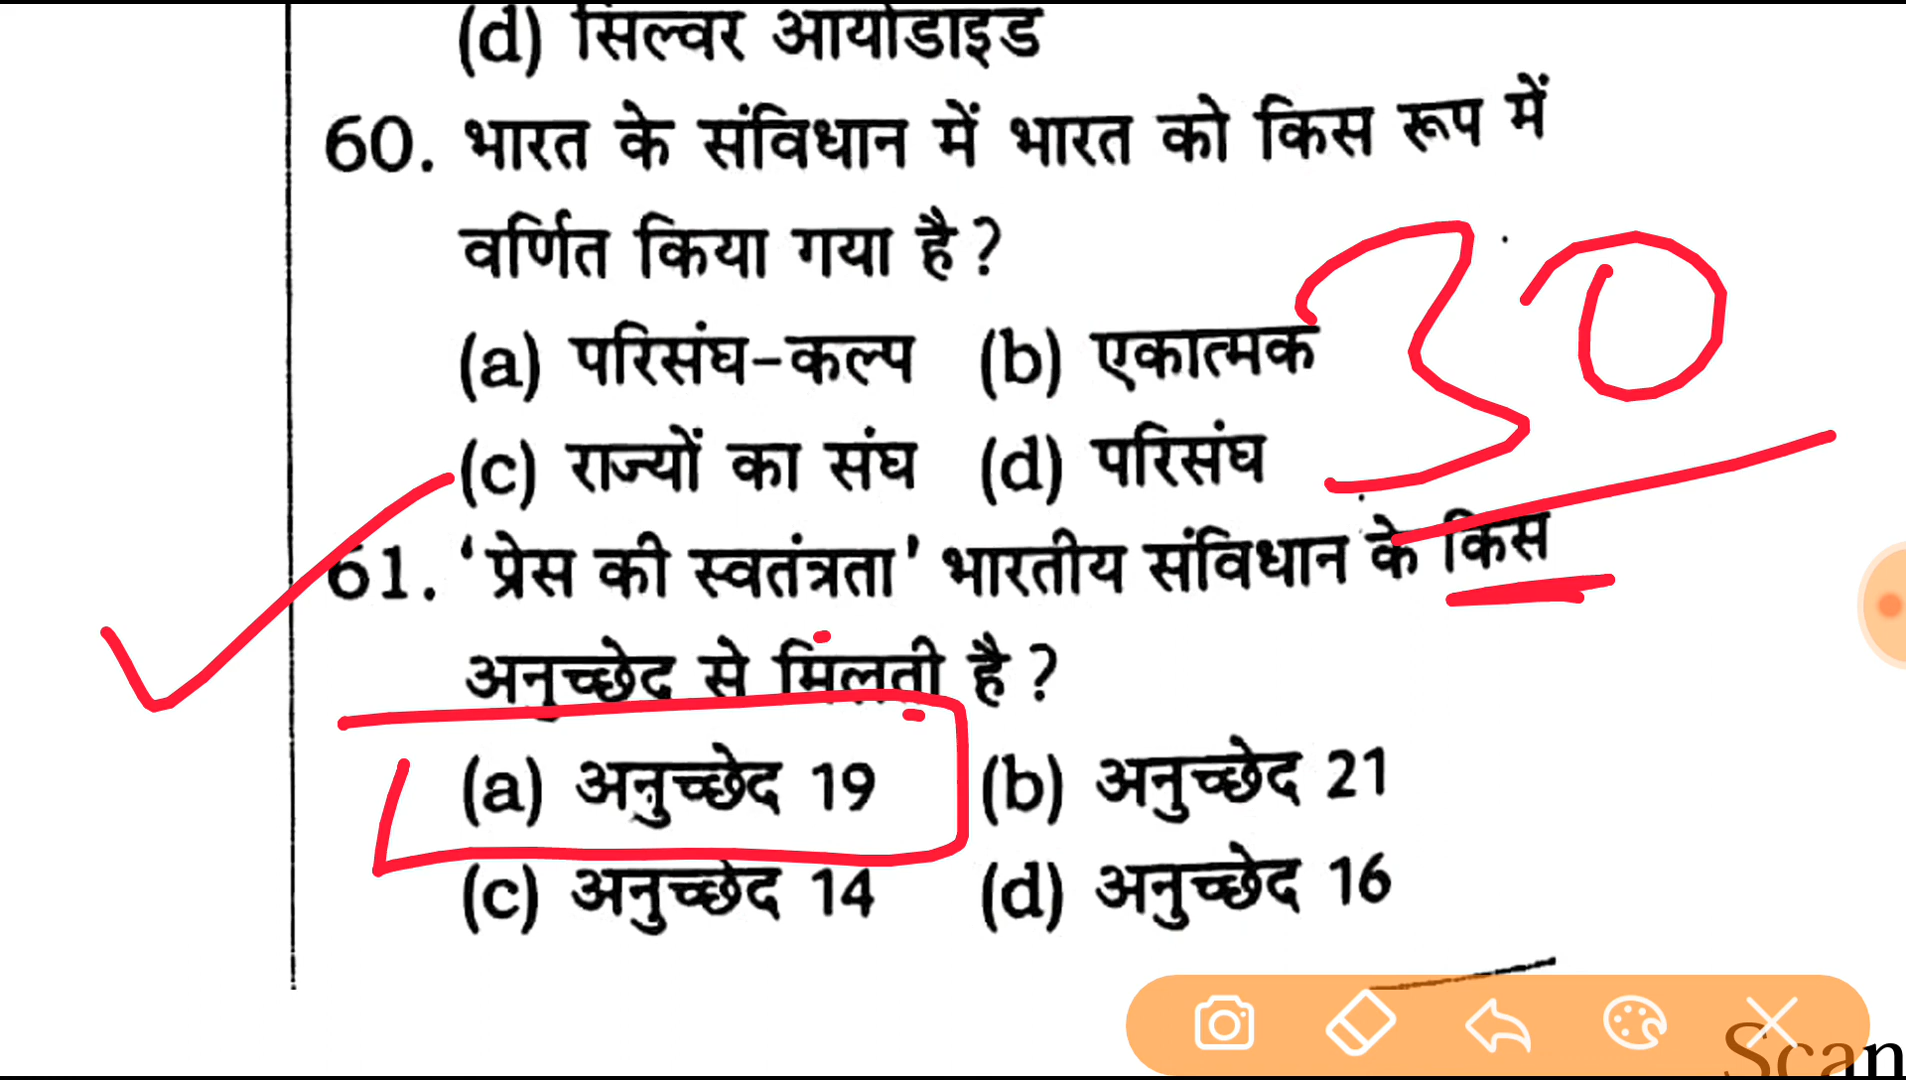 (d) सिल्वर आयोडाइड
60. भारत के संविधान में भारत को किस रूप में
वर्णित किया गया है ?
(a) परिसंघ-कल्प (b) एकात्मक
(c) राज्यों का संघ (d) परिसंघ
30
61. 'प्रेस की स्वतंत्रता' भारतीय संविधान के किस
अनुच्छेद से मिलती है ?
(a) अनुच्छेद 19 (b) अनुच्छेद 21
(c) अनुच्छेद 14 (d) अनुच्छेद 16
Scan